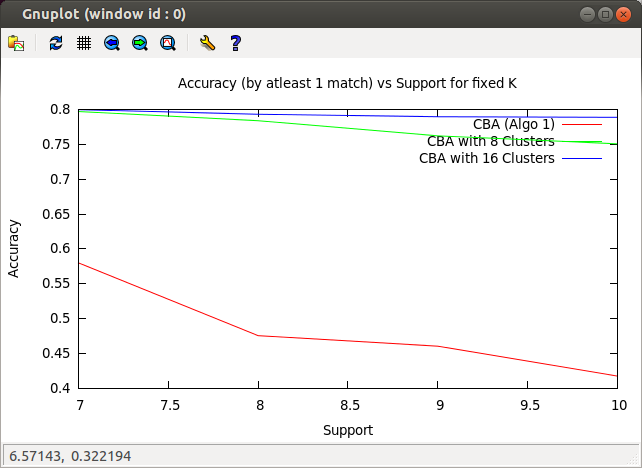 Gnuplot (window id : 0)
?
Accuracy (by atleast 1 match) vs Support for fixed K
0.8
0.75
0.7
0.65
0.6
0.55
0.5
0.45
0.4
Accuracy
CBA (Algo 1)
CBA with 8 Clusters
CBA with 16 Clusters
7 7.5 8 8.5 9 9.5 10
Support
6.57143, 0.322194